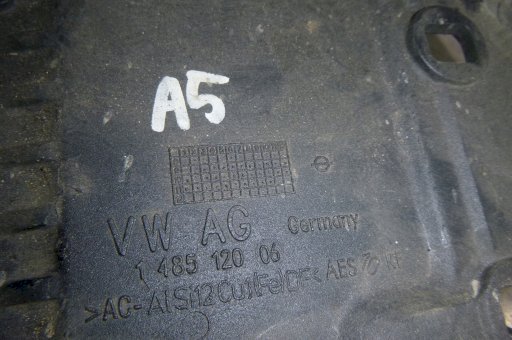 A5
VW AG Germany
1 485 120 06
>AC-AlSi12Cu1(Fe)DF< AES